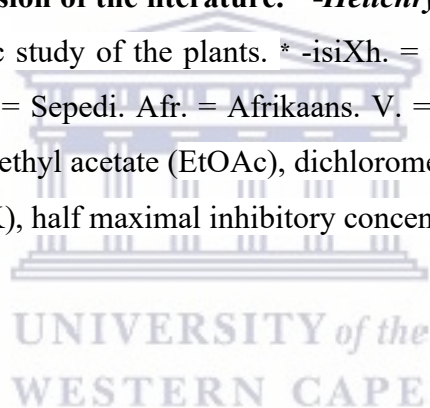 sion of the literature. -Helichry
c study of the plants. * -isiXh. =
= Sepedi. Afr. = Afrikaans. V. =
ethyl acetate (EtOAc), dichlorome
K), half maximal inhibitory concen
UNIVERSITY of the
WESTERN CAPE